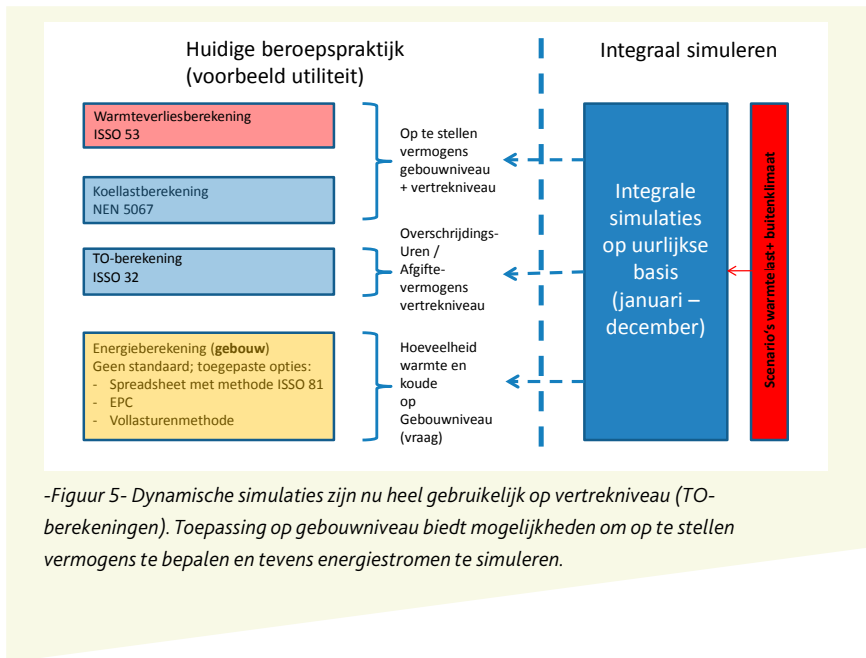 Huidige beroepspraktijk
(voorbeeld utiliteit)
Integraal simuleren
Warmteverliesberekening
ISSO 53
Koellastberekening
NEN 5067
TO-berekening
ISSO 32
Energieberekening (gebouw)
Geen standaard; toegepaste opties:
- Spreadsheet met methode ISSO 81
- EPC
- Vollasturenmethode
Op te stellen
vermogens
gebouwniveau
+ vertrekniveau
Overschrijdings-
Uren /
Afgifte-
vermogens
vertrekniveau
Hoeveelheid
warmte en
koude
op
Gebouwniveau
(vraag)
Integrale
simulaties
op uurlijkse
basis
(januari –
december)
Scenario's warmtelast+ buitenklimaat
-Figuur 5- Dynamische simulaties zijn nu heel gebruikelijk op vertrekniveau (TO-
berekeningen). Toepassing op gebouwniveau biedt mogelijkheden om op te stellen
vermogens te bepalen en tevens energiestromen te simuleren.